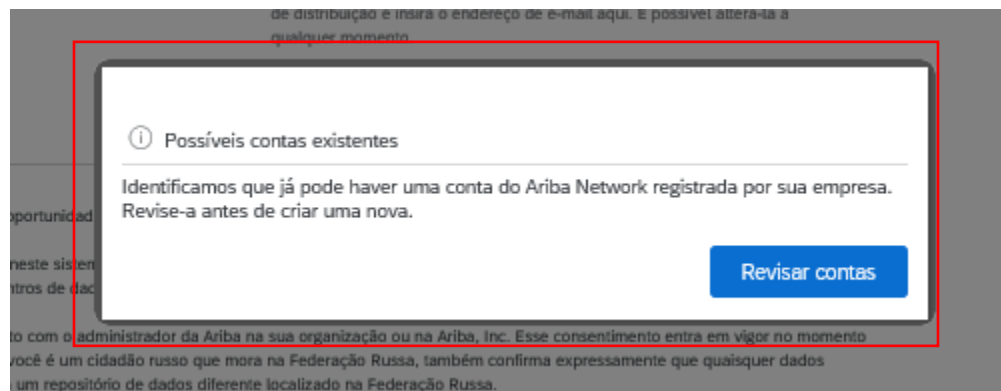 de distribuição e insira o endereço de e-mail aqui. É possível alterá-la a
qualquer momento
Possíveis contas existentes
Identificamos que já pode haver uma conta do Ariba Network registrada por sua empresa.
Revise-a antes de criar uma nova.
oportunidad
neste sistem
Revisar contas
ntros de dad
to com o administrador da Ariba na sua organização ou na Ariba, Inc. Esse consentimento entra em vigor no momento
você é um cidadão russo que mora na Federação Russa, também confirma expressamente que quaisquer dados
um repositório de dados diferente localizado na Federação Russa.